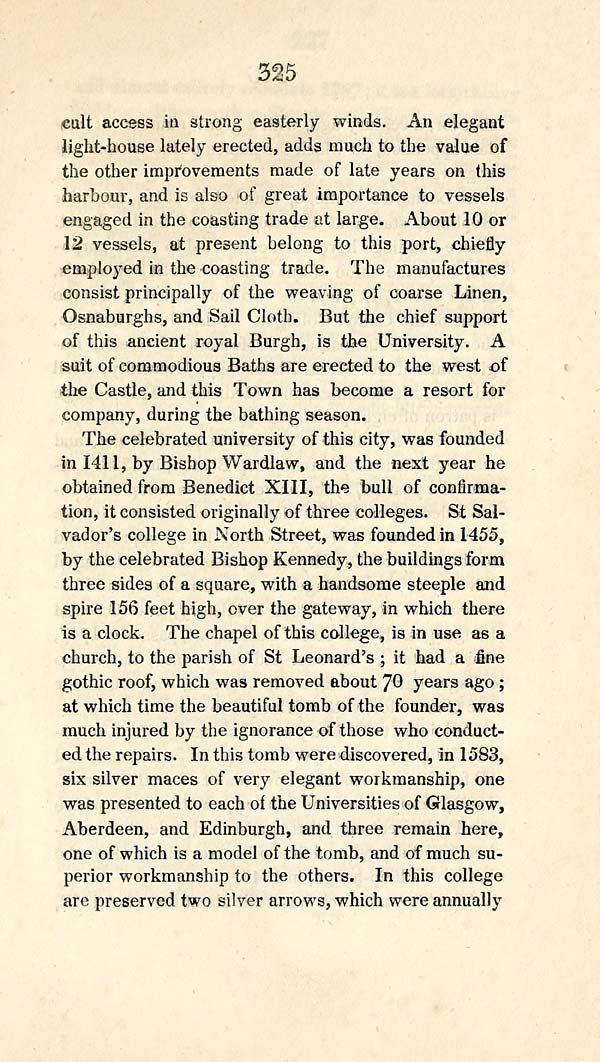 325
cult access in strong easterly winds. An elegant
light-house lately erected, adds much to the value of
the other improvements made of late years on this
harbour, and is also of great importance to vessels
engaged in the coasting trade at large. About 10 or
12 vessels, at present belong to this port, chiefly
employed in the coasting trade. The manufactures
consist principally of the weaving of coarse Linen,
Osnaburghs, and Sail Cloth. But the chief support
of this ancient royal Burgh, is the University. A
suit of commodious Baths are erected to the west of
the Castle, and this Town has become a resort for
company, during the bathing season.
The celebrated university of this city, was founded
in 1411, by Bishop Wardlaw, and the next year he
obtained from Benedict XIII, the bull of confirma-
tion, it consisted originally of three colleges. St Sal-
vador's college in North Street, was founded in 1455,
by the celebrated Bishop Kennedy, the buildings form
three sides of a square, with a handsome steeple and
spire 156 feet high, over the gateway, in which there
is a clock. The chapel of this college, is in use as a
church, to the parish of St Leonard's ; it had a fine
gothic roof, which was removed about 70 years ago ;
at which time the beautiful tomb of the founder, was
much injured by the ignorance of those who conduct-
ed the repairs. In this tomb were discovered, in 1583,
six silver maces of very elegant workmanship, one
was presented to each of the Universities of Glasgow,
Aberdeen, and Edinburgh, and three remain here,
one of which is a model of the tomb, and of much su-
perior workmanship to the others. In this college
are preserved two silver arrows, which were annually